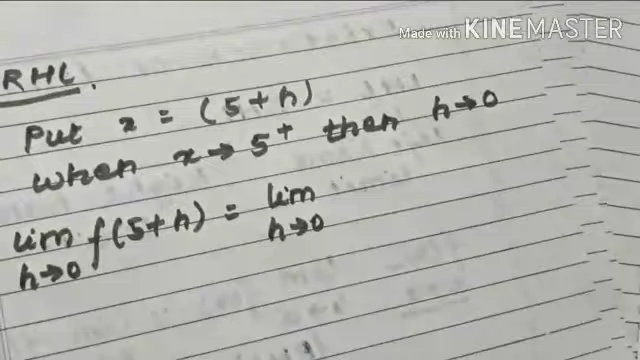 Made with KINEMASTER
RHL.
Put x = (5+h)
when x→5⁺ then h→0
lim f(5+h) = lim
h→0 h→0